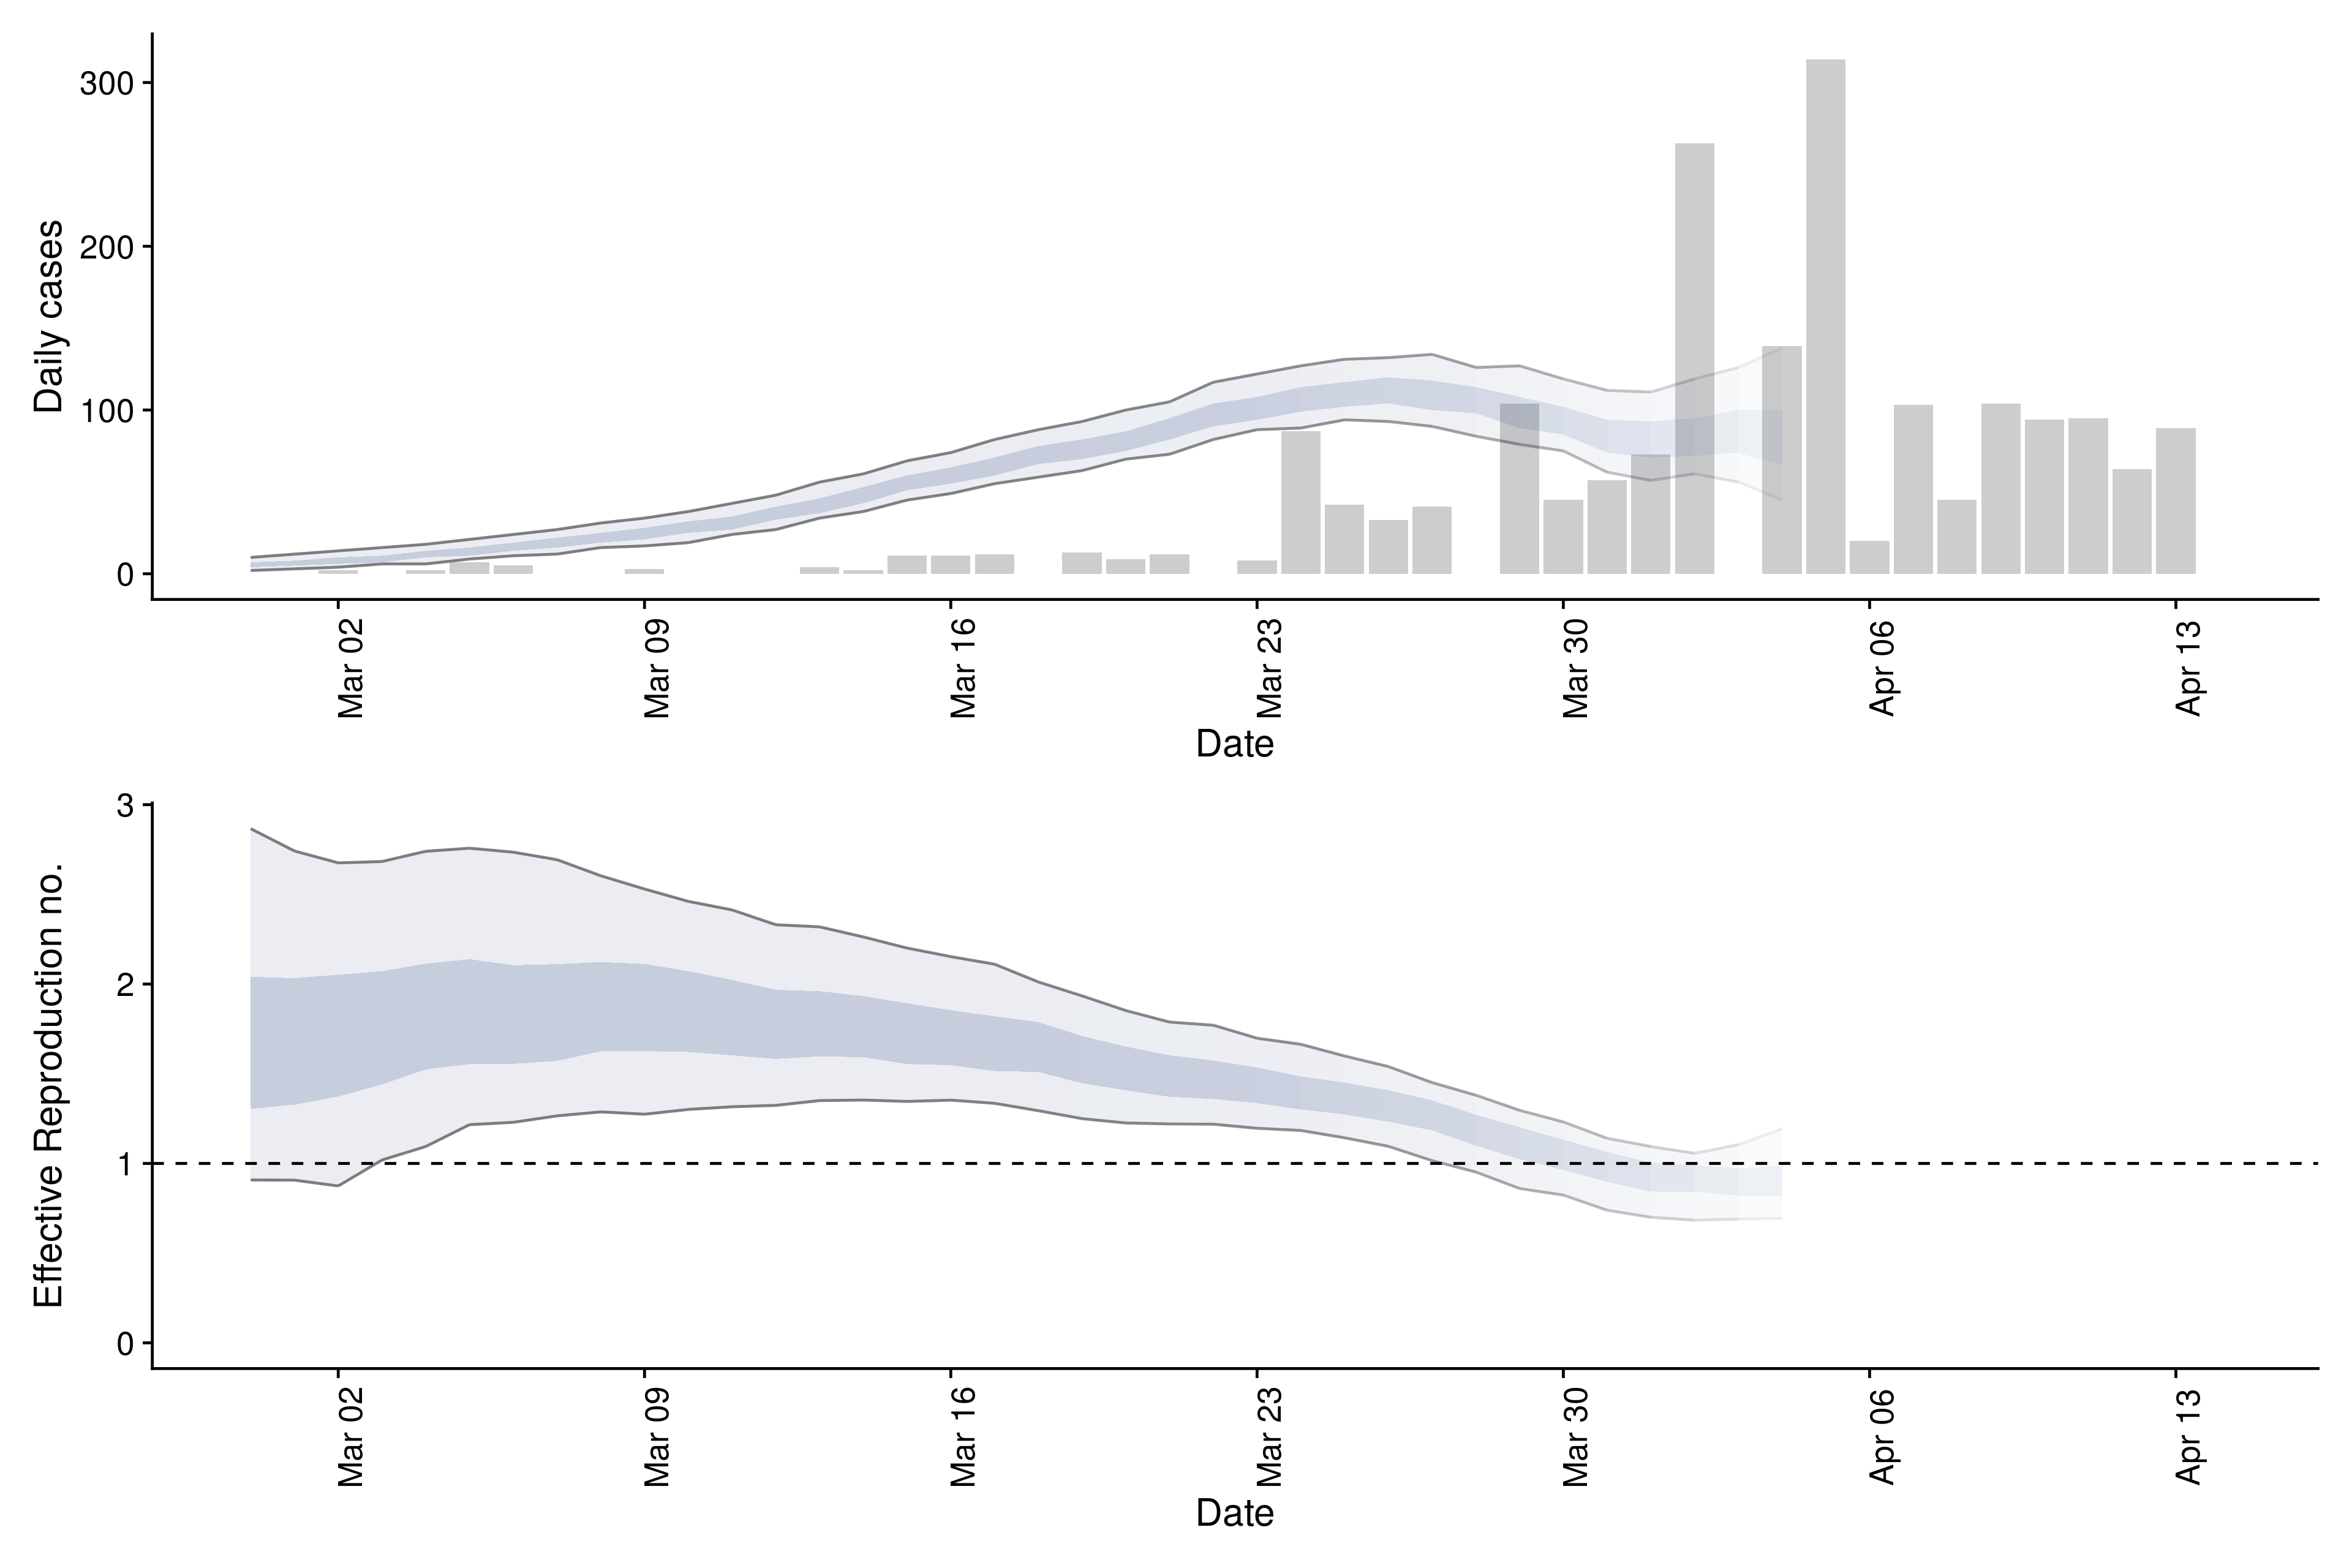 Daily cases
300
200
100
0
Mar 02
Mar 09
Mar 16
Mar 23
Mar 30
Apr 06
Apr 13
Date
Effective Reproduction no.
3
2
1
0
Mar 02
Mar 09
Mar 16
Mar 23
Mar 30
Apr 06
Apr 13
Date